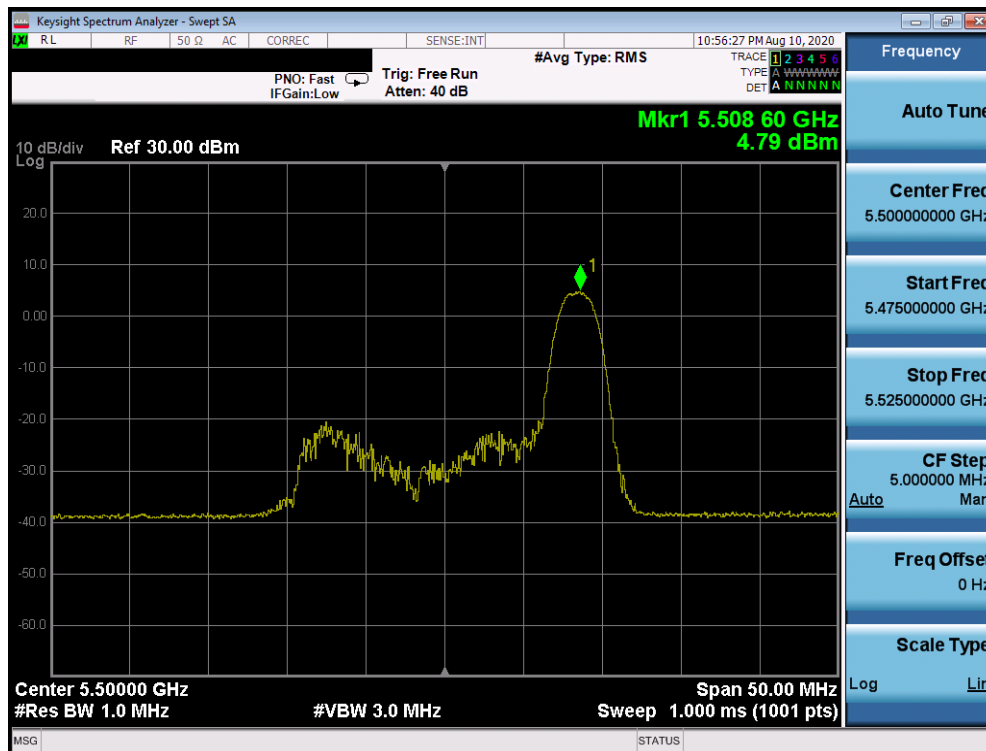 Keysight Spectrum Analyzer - Swept SA
LXI RL RF 50 Ω AC CORREC SENSE:INT 10:56:27 PM Aug 10, 2020
#Avg Type: RMS
TRACE 1 2 3 4 5 6
TYPE A WWWWW
DET A N N N N N
PNO: Fast Trig: Free Run
IFGain:Low Atten: 40 dB
Mkr1 5.508 60 GHz
4.79 dBm
10 dB/div Ref 30.00 dBm
Log
20.0
10.0
0.00
-10.0
-20.0
-30.0
-40.0
-50.0
-60.0
1
Center 5.50000 GHz Span 50.00 MHz
#Res BW 1.0 MHz #VBW 3.0 MHz Sweep 1.000 ms (1001 pts)
MSG STATUS
Frequency
Auto Tune
Center Freq
5.500000000 GHz
Start Freq
5.475000000 GHz
Stop Freq
5.525000000 GHz
CF Step
5.000000 MHz
Auto Man
Freq Offset
0 Hz
Scale Type
Log Lin